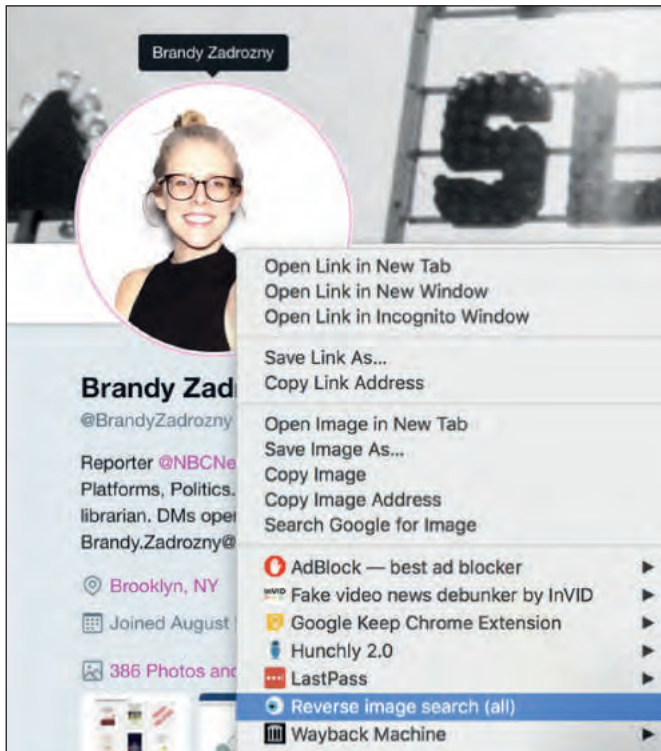 Brandy Zadrozny
SL
Brandy Zad
@BrandyZadrozny
Reporter @NBCNe
Platforms, Politics.
librarian. DMs oper
Brandy.Zadrozny@
Brooklyn, NY
Joined August
386 Photos and
Open Link in New Tab
Open Link in New Window
Open Link in Incognito Window
Save Link As...
Copy Link Address
Open Image in New Tab
Save Image As...
Copy Image
Copy Image Address
Search Google for Image
AdBlock — best ad blocker
InVID Fake video news debunker by InVID
Google Keep Chrome Extension
Hunchly 2.0
LastPass
Reverse image search (all)
Wayback Machine